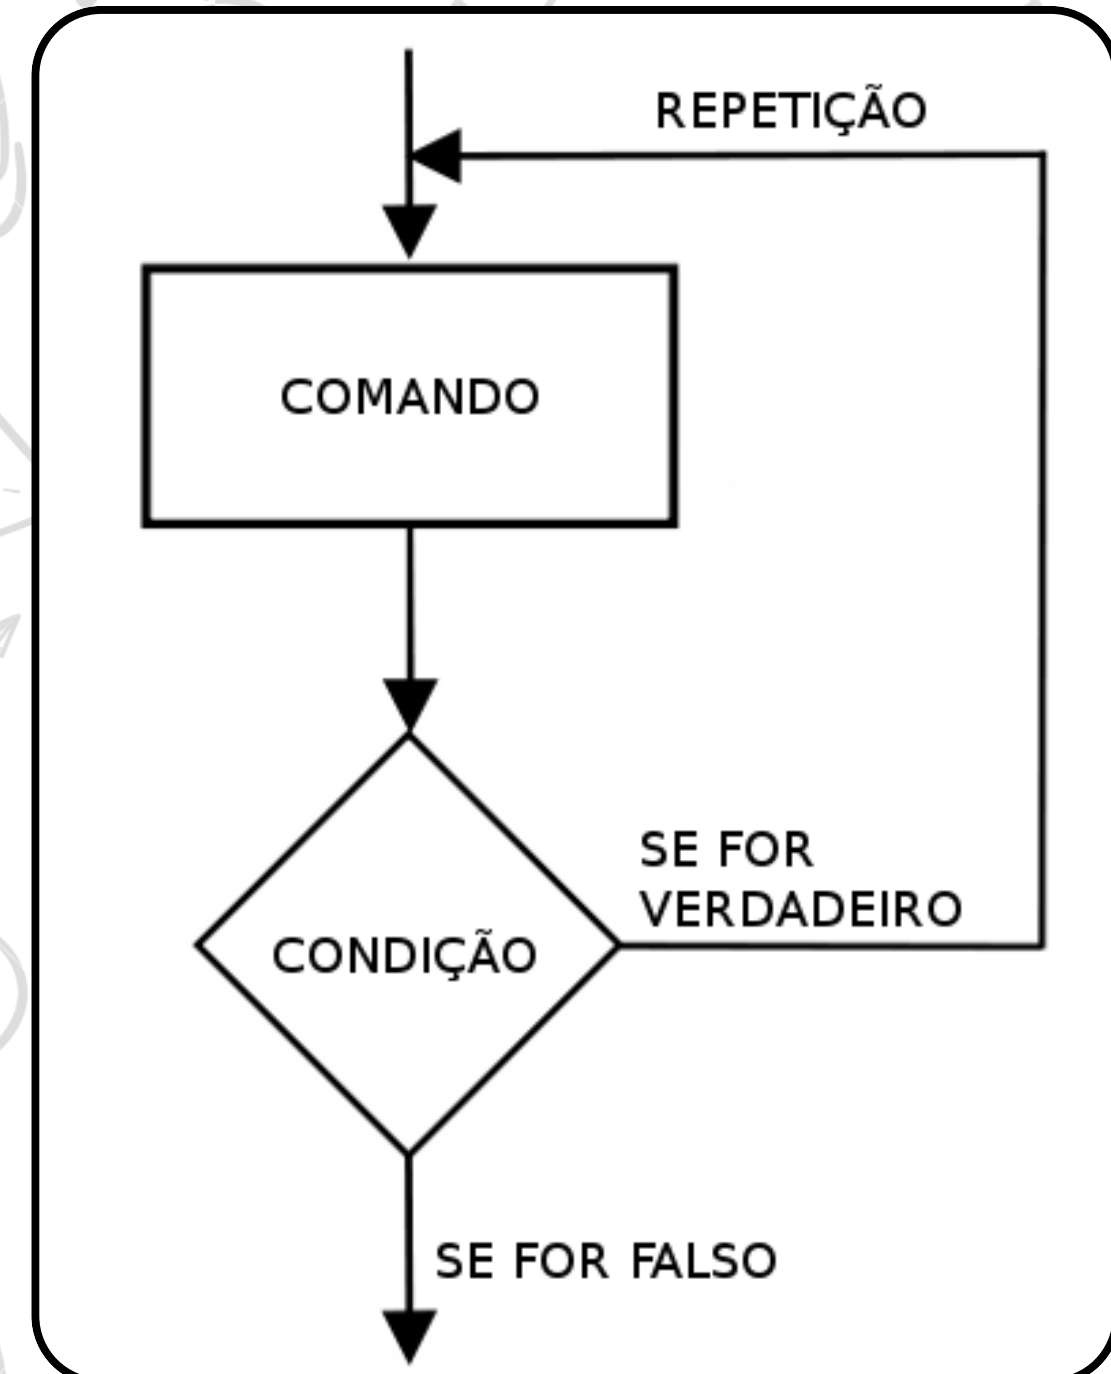 REPETIÇÃO
COMANDO
SE FOR
VERDADEIRO
CONDIÇÃO
SE FOR FALSO